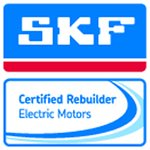 SKF
Certified Rebuilder
Electric Motors